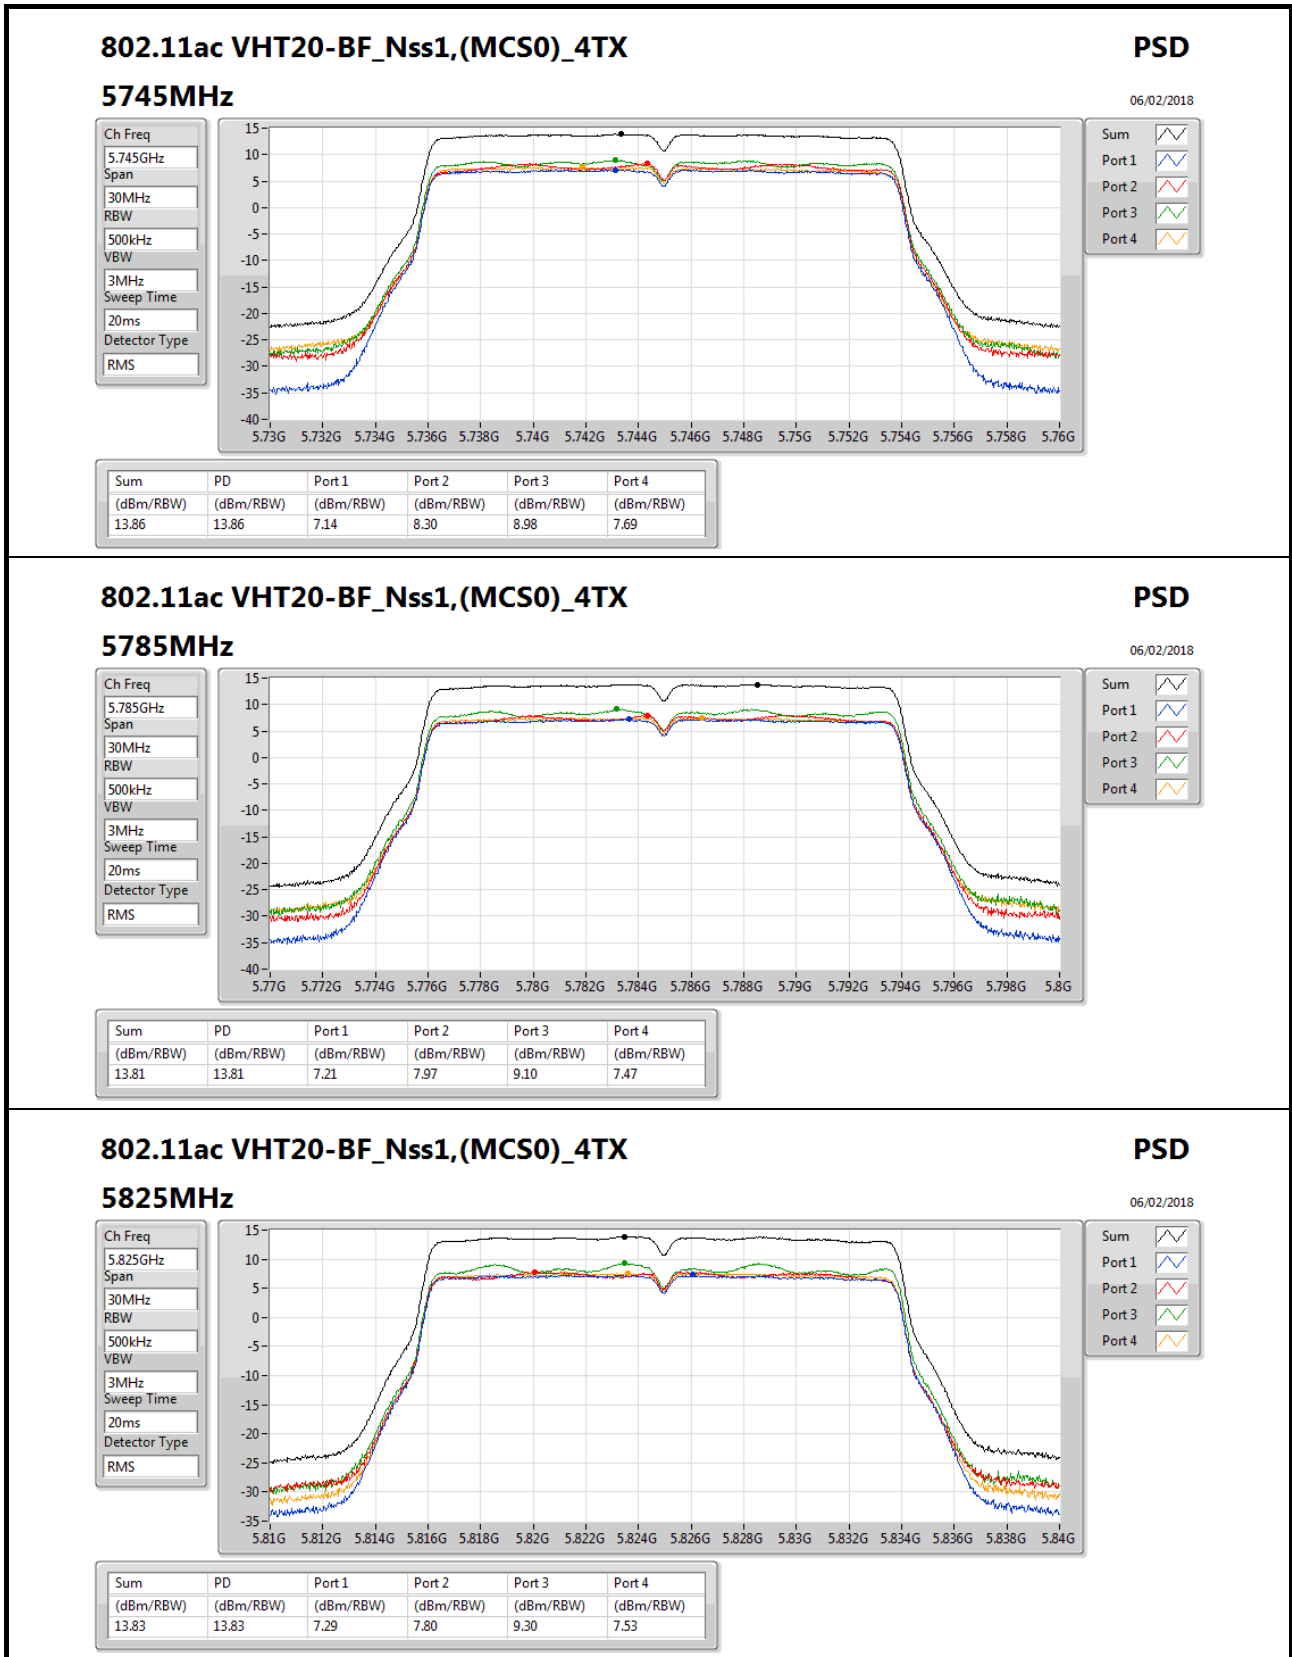 802.11ac VHT20-BF_Nss1,(MCS0)_4TX PSD
5745MHz 06/02/2018
Ch Freq
5.745GHz
Span
30MHz
RBW
500kHz
VBW
3MHz
Sweep Time
20ms
Detector Type
RMS
15
10
5
0
-5
-10
-15
-20
-25
-30
-35
-40
5.73G 5.732G 5.734G 5.736G 5.738G 5.74G 5.742G 5.744G 5.746G 5.748G 5.75G 5.752G 5.754G 5.756G 5.758G 5.76G
Sum
Port 1
Port 2
Port 3
Port 4
Sum PD Port 1 Port 2 Port 3 Port 4
(dBm/RBW) (dBm/RBW) (dBm/RBW) (dBm/RBW) (dBm/RBW) (dBm/RBW)
13.86 13.86 7.14 8.30 8.98 7.69
802.11ac VHT20-BF_Nss1,(MCS0)_4TX PSD
5785MHz 06/02/2018
Ch Freq
5.785GHz
Span
30MHz
RBW
500kHz
VBW
3MHz
Sweep Time
20ms
Detector Type
RMS
15
10
5
0
-5
-10
-15
-20
-25
-30
-35
-40
5.77G 5.772G 5.774G 5.776G 5.778G 5.78G 5.782G 5.784G 5.786G 5.788G 5.79G 5.792G 5.794G 5.796G 5.798G 5.8G
Sum
Port 1
Port 2
Port 3
Port 4
Sum PD Port 1 Port 2 Port 3 Port 4
(dBm/RBW) (dBm/RBW) (dBm/RBW) (dBm/RBW) (dBm/RBW) (dBm/RBW)
13.81 13.81 7.21 7.97 9.10 7.47
802.11ac VHT20-BF_Nss1,(MCS0)_4TX PSD
5825MHz 06/02/2018
Ch Freq
5.825GHz
Span
30MHz
RBW
500kHz
VBW
3MHz
Sweep Time
20ms
Detector Type
RMS
15
10
5
0
-5
-10
-15
-20
-25
-30
-35
5.81G 5.812G 5.814G 5.816G 5.818G 5.82G 5.822G 5.824G 5.826G 5.828G 5.83G 5.832G 5.834G 5.836G 5.838G 5.84G
Sum
Port 1
Port 2
Port 3
Port 4
Sum PD Port 1 Port 2 Port 3 Port 4
(dBm/RBW) (dBm/RBW) (dBm/RBW) (dBm/RBW) (dBm/RBW) (dBm/RBW)
13.83 13.83 7.29 7.80 9.30 7.53